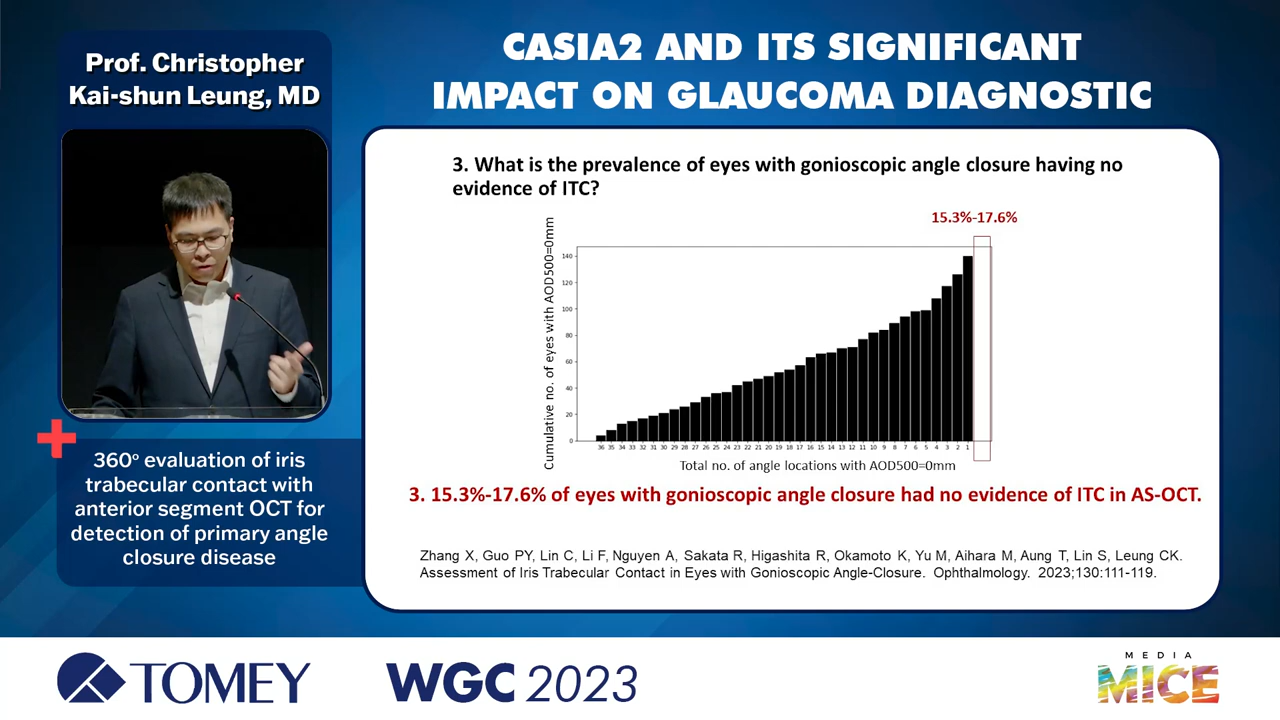 Prof. Christopher
Kai-shun Leung, MD
CASIA2 AND ITS SIGNIFICANT
IMPACT ON GLAUCOMA DIAGNOSTIC
3. What is the prevalence of eyes with gonioscopic angle closure having no
evidence of ITC?
15.3%-17.6%
Cumulative no. of eyes with AOD500=0mm
140
120
100
80
60
40
20
0
36 35 34 33 32 31 30 29 28 27 26 25 24 23 22 21 20 19 18 17 16 15 14 13 12 11 10 9 8 7 6 5 4 3 2 1
Total no. of angle locations with AOD500=0mm
3. 15.3%-17.6% of eyes with gonioscopic angle closure had no evidence of ITC in AS-OCT.
Zhang X, Guo PY, Lin C, Li F, Nguyen A, Sakata R, Higashita R, Okamoto K, Yu M, Aihara M, Aung T, Lin S, Leung CK.
Assessment of Iris Trabecular Contact in Eyes with Gonioscopic Angle-Closure. Ophthalmology. 2023;130:111-119.
360° evaluation of iris
trabecular contact with
anterior segment OCT for
detection of primary angle
closure disease
TOMEY
WGC 2023
MEDIA
MICE